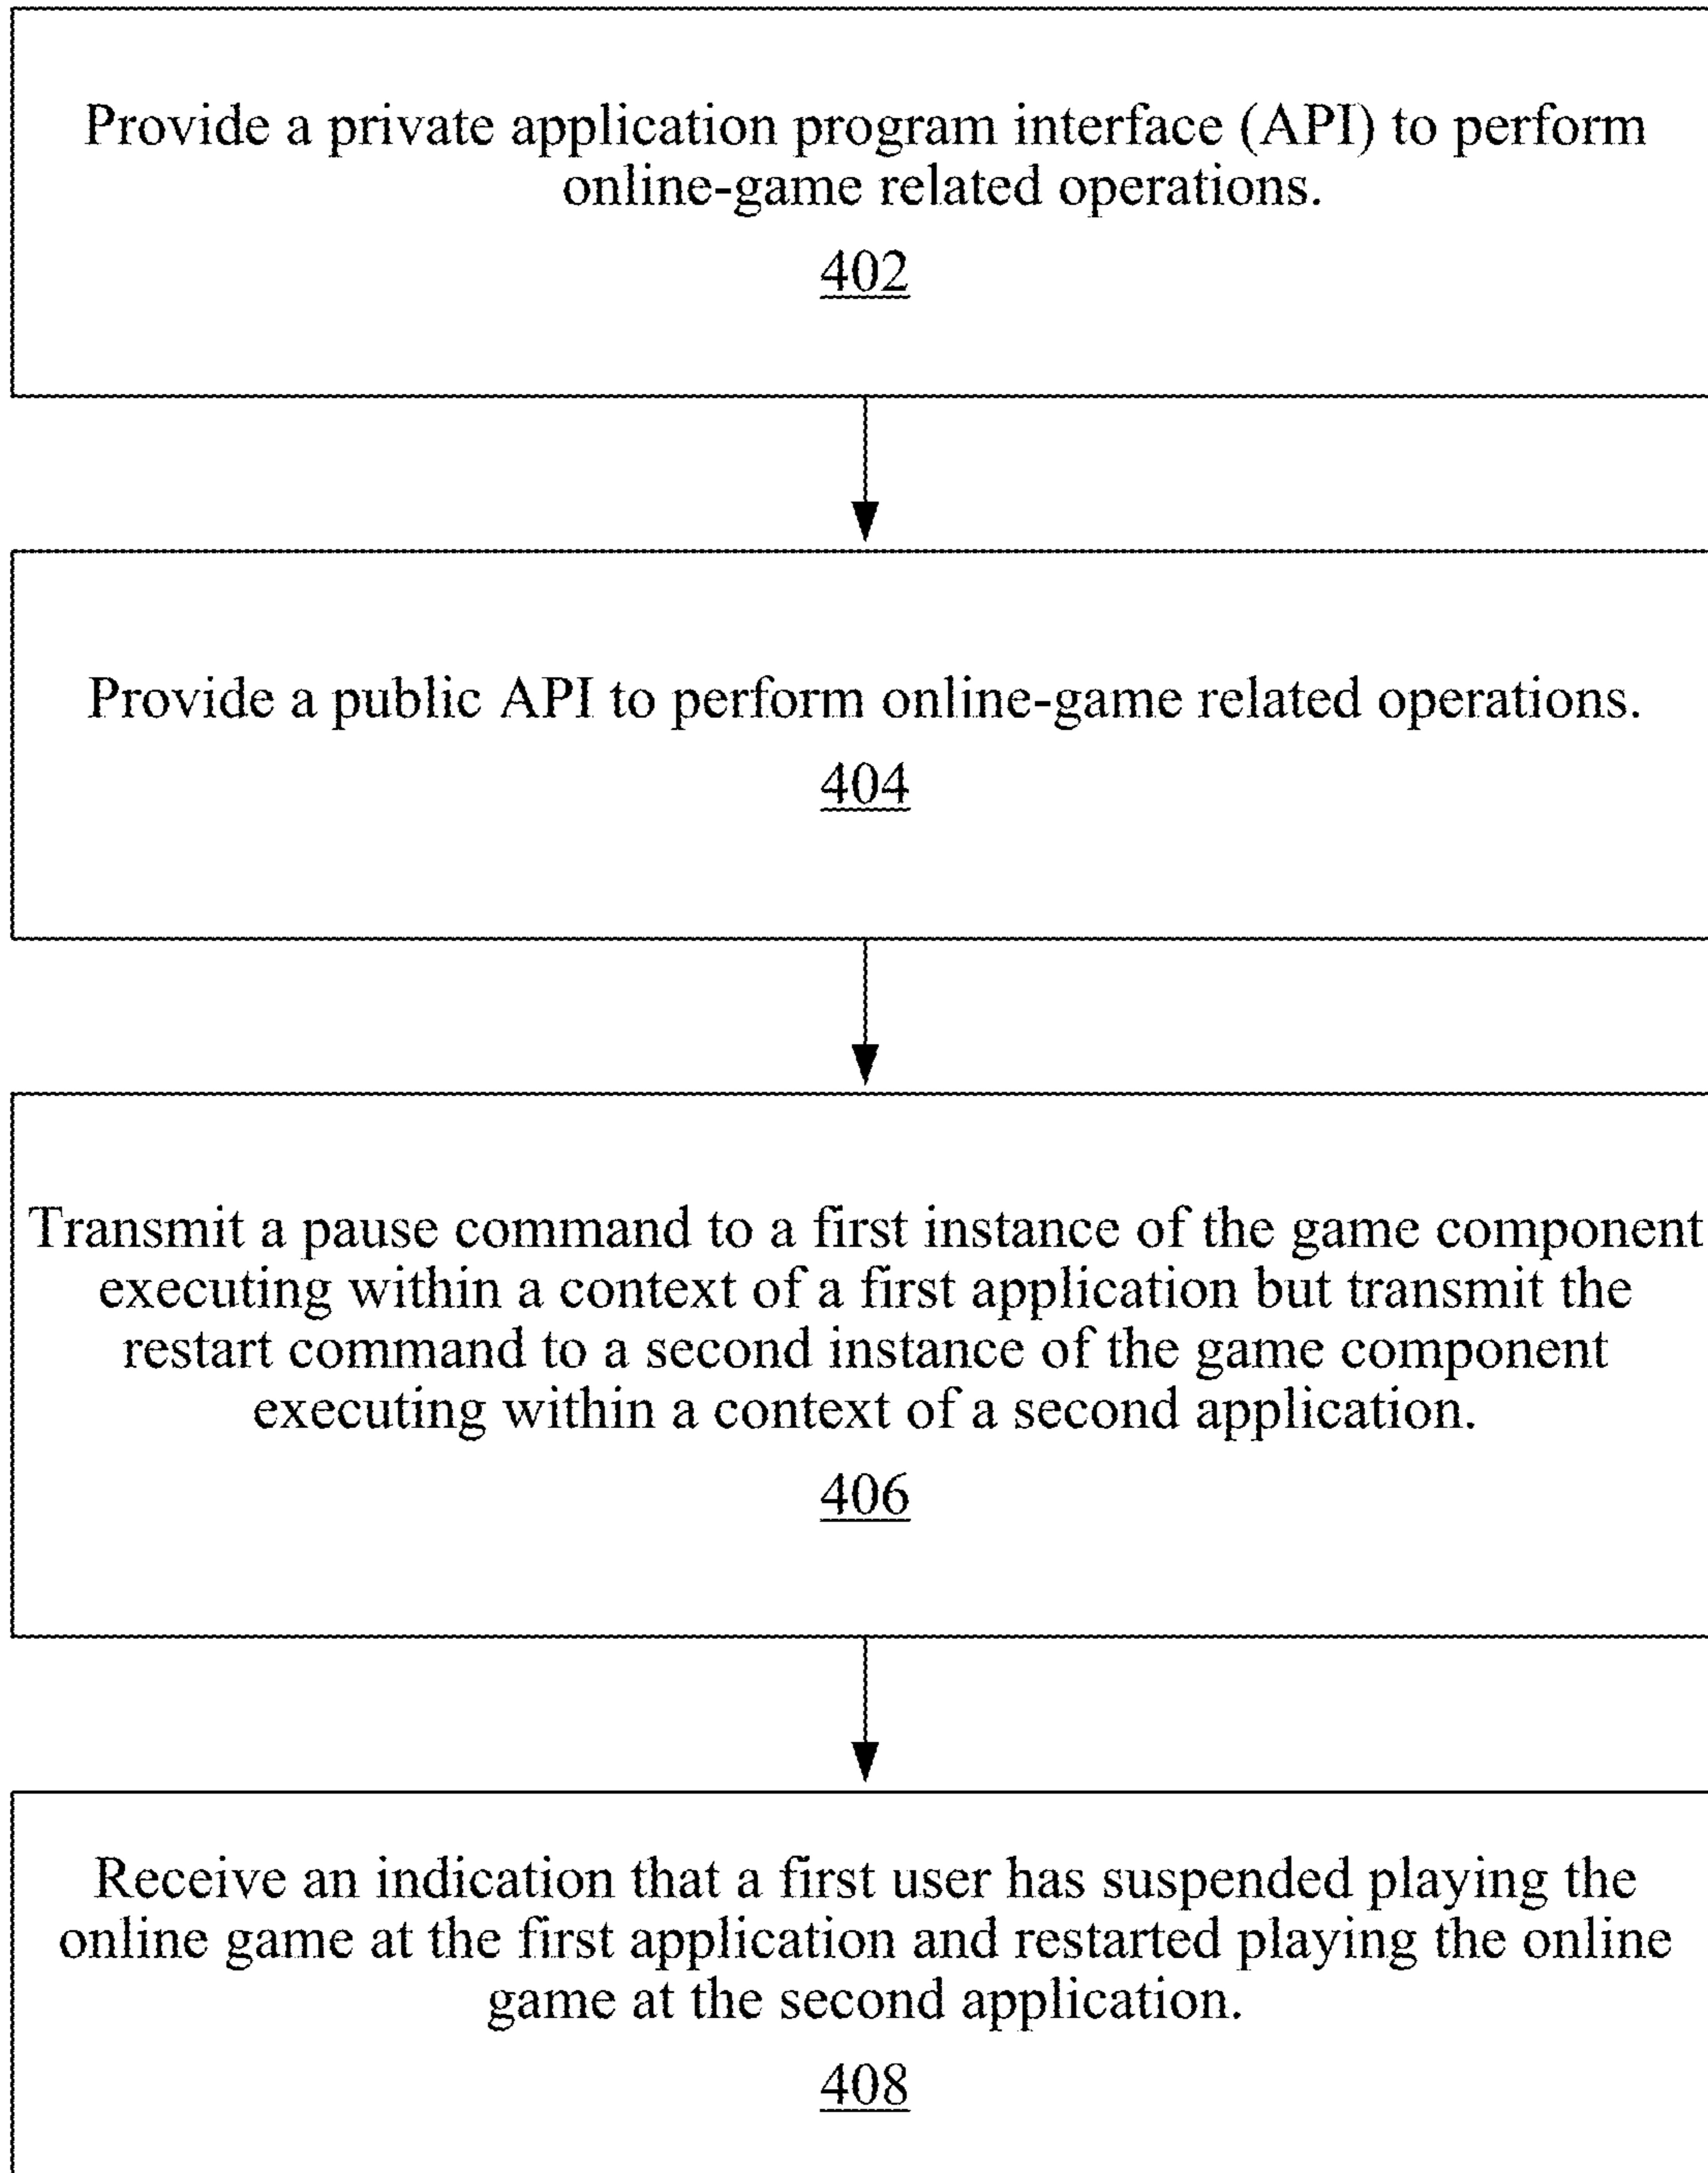 Provide a private application program interface (API) to perform
online-game related operations.
402
Provide a public API to perform online-game related operations.
404
Transmit a pause command to a first instance of the game component
executing within a context of a first application but transmit the
restart command to a second instance of the game component
executing within a context of a second application.
406
Receive an indication that a first user has suspended playing the
online game at the first application and restarted playing the online
game at the second application.
408